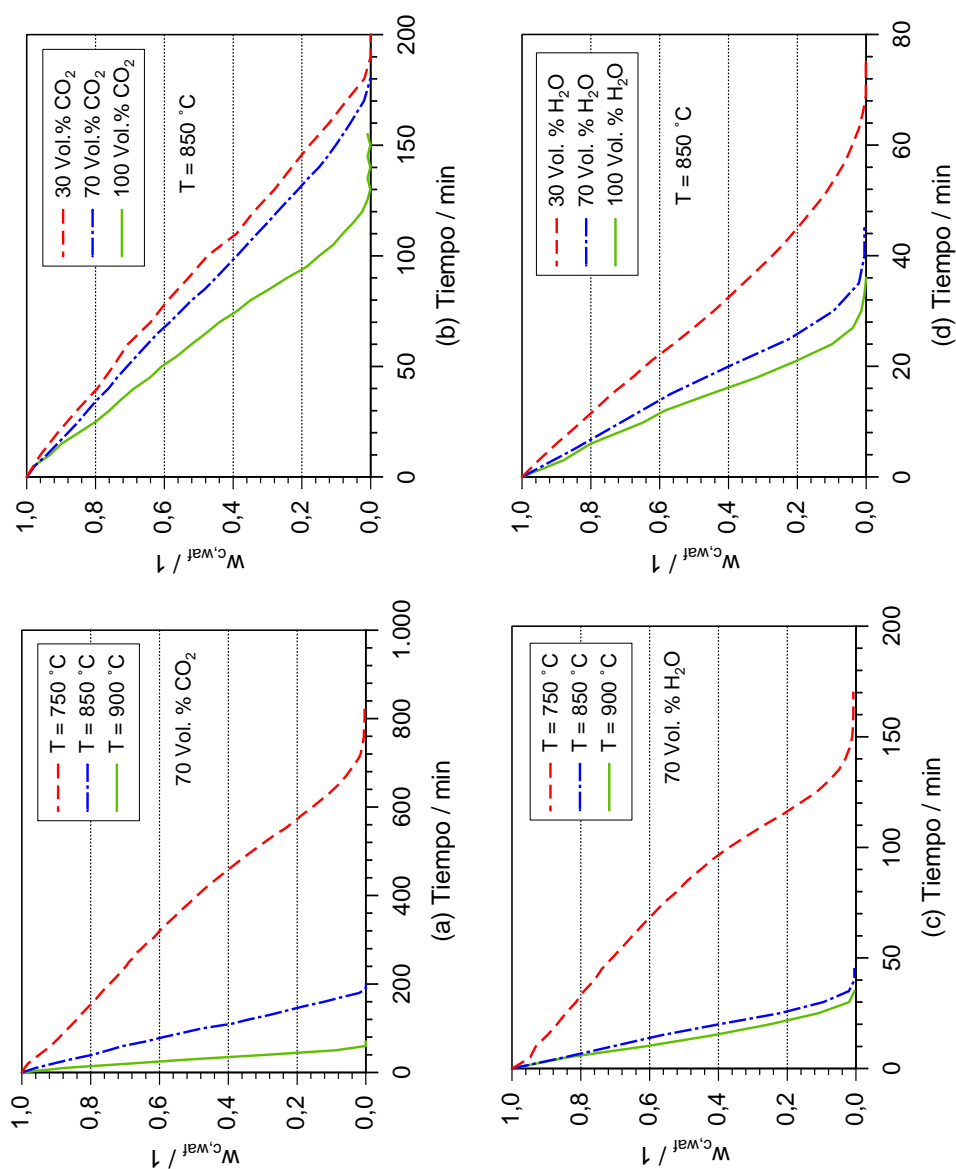 1,0
0,8
0,6
0,4
0,2
0,0
w_c,waf / 1
0
200
400
600
800
1.000
(a) Tiempo / min
T = 750 °C
T = 850 °C
T = 900 °C
70 Vol. % CO₂
1,0
0,8
0,6
0,4
0,2
0,0
w_c,waf / 1
0
50
100
150
200
(b) Tiempo / min
30 Vol.% CO₂
70 Vol.% CO₂
100 Vol.% CO₂
T = 850 °C
1,0
0,8
0,6
0,4
0,2
0,0
w_c,waf / 1
0
50
100
150
200
(c) Tiempo / min
T = 750 °C
T = 850 °C
T = 900 °C
70 Vol. % H₂O
1,0
0,8
0,6
0,4
0,2
0,0
w_c,waf / 1
0
20
40
60
80
(d) Tiempo / min
30 Vol. % H₂O
70 Vol. % H₂O
100 Vol. % H₂O
T = 850 °C